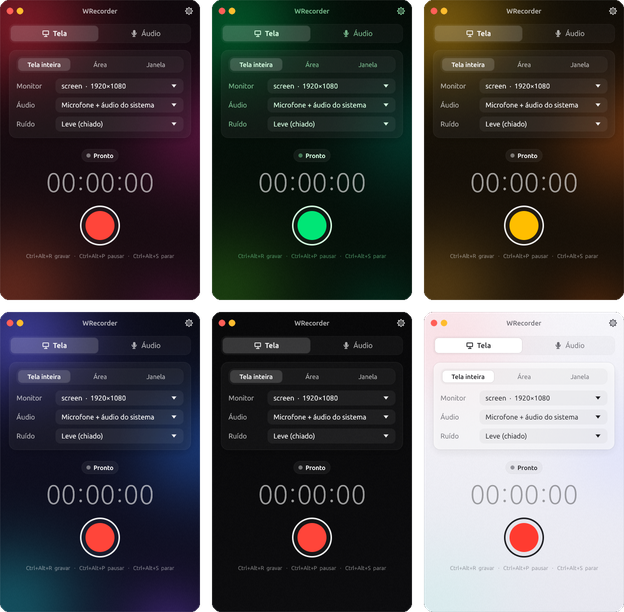 WRecorder
Tela Áudio
Tela inteira Área Janela
Monitor screen · 1920×1080
Áudio Microfone + áudio do sistema
Ruído Leve (chiado)
Pronto
00:00:00
Ctrl+Alt+R gravar · Ctrl+Alt+P pausar · Ctrl+Alt+S parar
WRecorder
Tela Áudio
Tela inteira Área Janela
Monitor screen · 1920×1080
Áudio Microfone + áudio do sistema
Ruído Leve (chiado)
Pronto
00:00:00
Ctrl+Alt+R gravar · Ctrl+Alt+P pausar · Ctrl+Alt+S parar
WRecorder
Tela Áudio
Tela inteira Área Janela
Monitor screen · 1920×1080
Áudio Microfone + áudio do sistema
Ruído Leve (chiado)
Pronto
00:00:00
Ctrl+Alt+R gravar · Ctrl+Alt+P pausar · Ctrl+Alt+S parar
WRecorder
Tela Áudio
Tela inteira Área Janela
Monitor screen · 1920×1080
Áudio Microfone + áudio do sistema
Ruído Leve (chiado)
Pronto
00:00:00
Ctrl+Alt+R gravar · Ctrl+Alt+P pausar · Ctrl+Alt+S parar
WRecorder
Tela Áudio
Tela inteira Área Janela
Monitor screen · 1920×1080
Áudio Microfone + áudio do sistema
Ruído Leve (chiado)
Pronto
00:00:00
Ctrl+Alt+R gravar · Ctrl+Alt+P pausar · Ctrl+Alt+S parar
WRecorder
Tela Áudio
Tela inteira Área Janela
Monitor screen · 1920×1080
Áudio Microfone + áudio do sistema
Ruído Leve (chiado)
Pronto
00:00:00
Ctrl+Alt+R gravar · Ctrl+Alt+P pausar · Ctrl+Alt+S parar